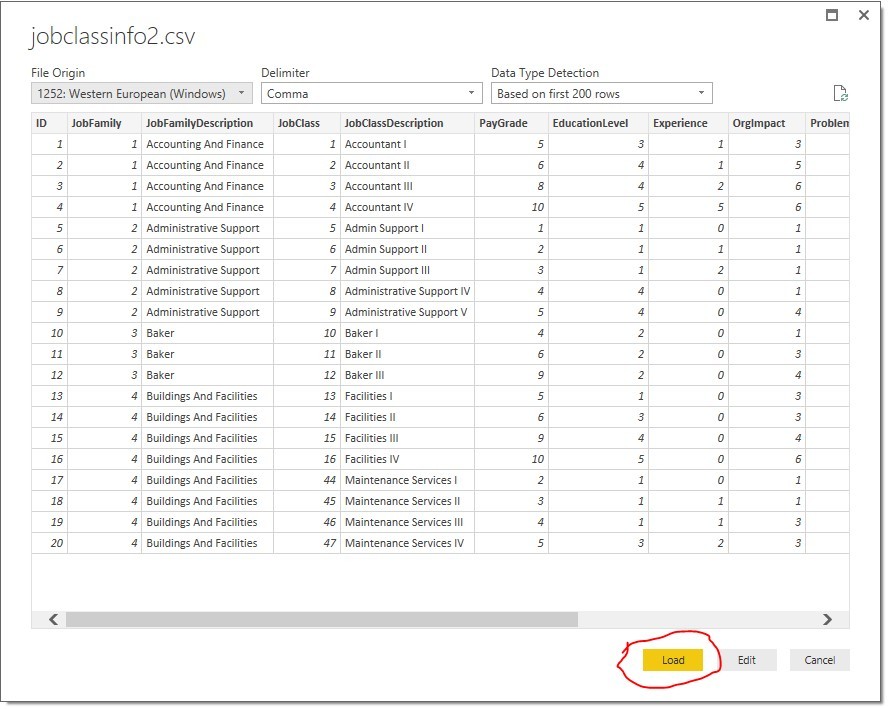 jobclassinfo2.csv
File Origin Delimiter Data Type Detection
1252: Western European (Windows) Comma Based on first 200 rows
ID JobFamily JobFamilyDescription JobClass JobClassDescription PayGrade EducationLevel Experience OrgImpact Problem
1 1 Accounting And Finance 1 Accountant I 5 3 1 3
2 1 Accounting And Finance 2 Accountant II 6 4 1 5
3 1 Accounting And Finance 3 Accountant III 8 4 2 6
4 1 Accounting And Finance 4 Accountant IV 10 5 5 6
5 2 Administrative Support 5 Admin Support I 1 1 0 1
6 2 Administrative Support 6 Admin Support II 2 1 1 1
7 2 Administrative Support 7 Admin Support III 3 1 2 1
8 2 Administrative Support 8 Administrative Support IV 4 4 0 1
9 2 Administrative Support 9 Administrative Support V 5 4 0 4
10 3 Baker 10 Baker I 4 2 0 1
11 3 Baker 11 Baker II 6 2 0 3
12 3 Baker 12 Baker III 9 2 0 4
13 4 Buildings And Facilities 13 Facilities I 5 1 0 3
14 4 Buildings And Facilities 14 Facilities II 6 3 0 3
15 4 Buildings And Facilities 15 Facilities III 9 4 0 4
16 4 Buildings And Facilities 16 Facilities IV 10 5 0 6
17 4 Buildings And Facilities 44 Maintenance Services I 2 1 0 1
18 4 Buildings And Facilities 45 Maintenance Services II 3 1 1 1
19 4 Buildings And Facilities 46 Maintenance Services III 4 1 1 3
20 4 Buildings And Facilities 47 Maintenance Services IV 5 3 2 3
Load Edit Cancel